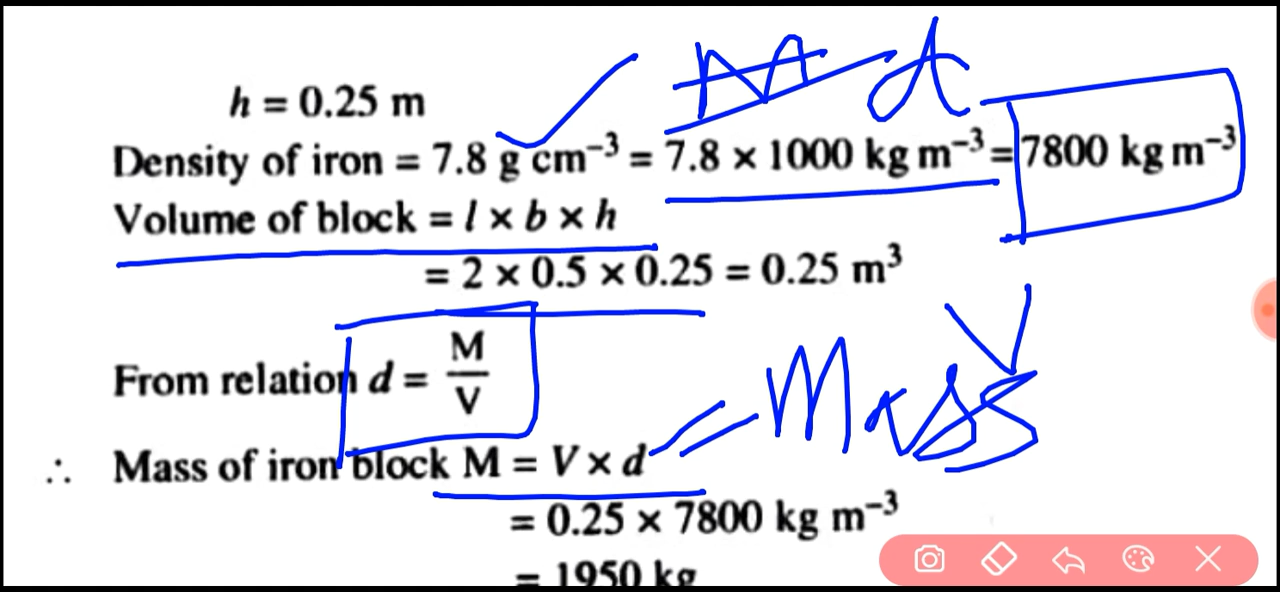 h = 0.25 m
M d
Density of iron = 7.8 g cm⁻³ = 7.8 × 1000 kg m⁻³ = 7800 kg m⁻³
Volume of block = l × b × h
= 2 × 0.5 × 0.25 = 0.25 m³
From relation d = M/V
V
Mass
∴ Mass of iron block M = V × d
= 0.25 × 7800 kg m⁻³
= 1950 kg